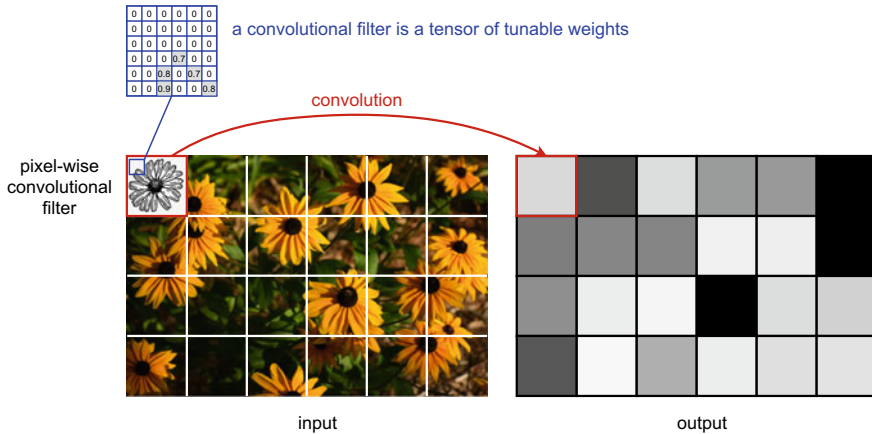 0 0 0 0 0 0
a convolutional filter is a tensor of tunable weights
0 0 0 0 0 0
0 0 0 0 0 0
0 0 0 0.7 0 0
0 0 0.8 0 0.7 0
0 0 0.9 0 0 0.8
convolution
pixel-wise
convolutional
filter
input
output